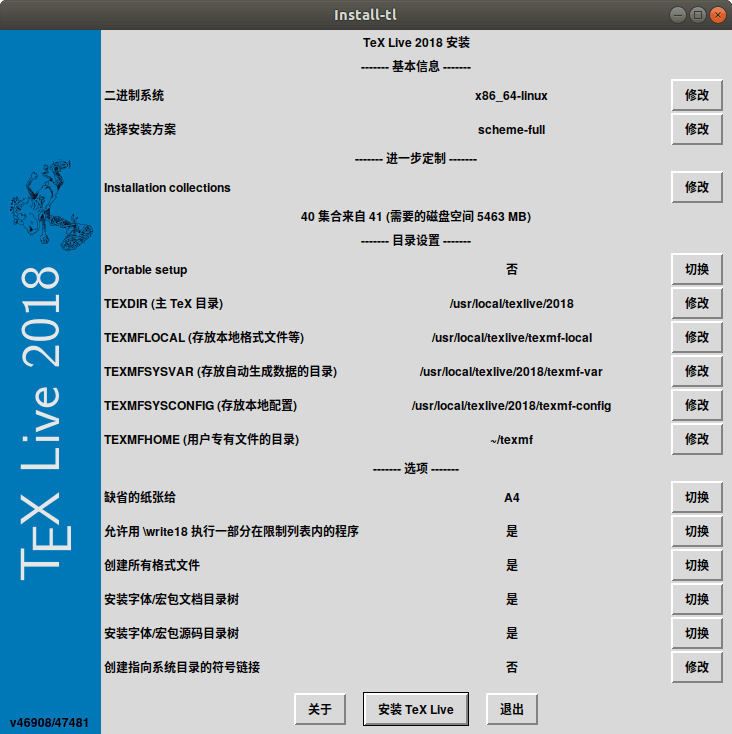 Install-tl
TeX Live 2018 安装
------- 基本信息 -------
二进制系统 x86_64-linux 修改
选择安装方案 scheme-full 修改
------- 进一步定制 -------
Installation collections 修改
40 集合来自 41 (需要的磁盘空间 5463 MB)
------- 目录设置 -------
Portable setup 否 切换
TEXDIR (主 TeX 目录) /usr/local/texlive/2018 修改
TEXMFLOCAL (存放本地格式文件等) /usr/local/texlive/texmf-local 修改
TEXMFSYSVAR (存放自动生成数据的目录) /usr/local/texlive/2018/texmf-var 修改
TEXMFSYSCONFIG (存放本地配置) /usr/local/texlive/2018/texmf-config 修改
TEXMFHOME (用户专有文件的目录) ~/texmf 修改
------- 选项 -------
缺省的纸张给 A4 切换
允许用 \write18 执行一部分在限制列表内的程序 是 切换
创建所有格式文件 是 切换
安装字体/宏包文档目录树 是 切换
安装字体/宏包源码目录树 是 切换
创建指向系统目录的符号链接 否 修改
关于 安装 TeX Live 退出
TEX Live 2018
v46908/47481